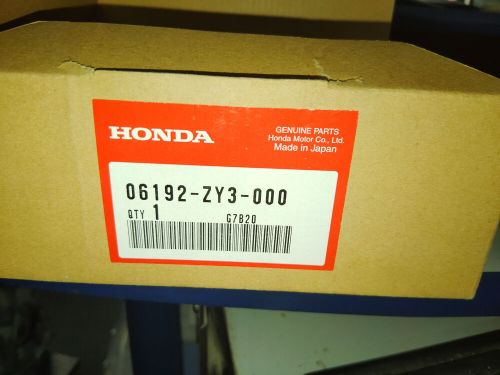 HONDA
GENUINE PARTS
Honda Motor Co., Ltd.
Made in Japan
06192-ZY3-000
QTY 1 G7B20